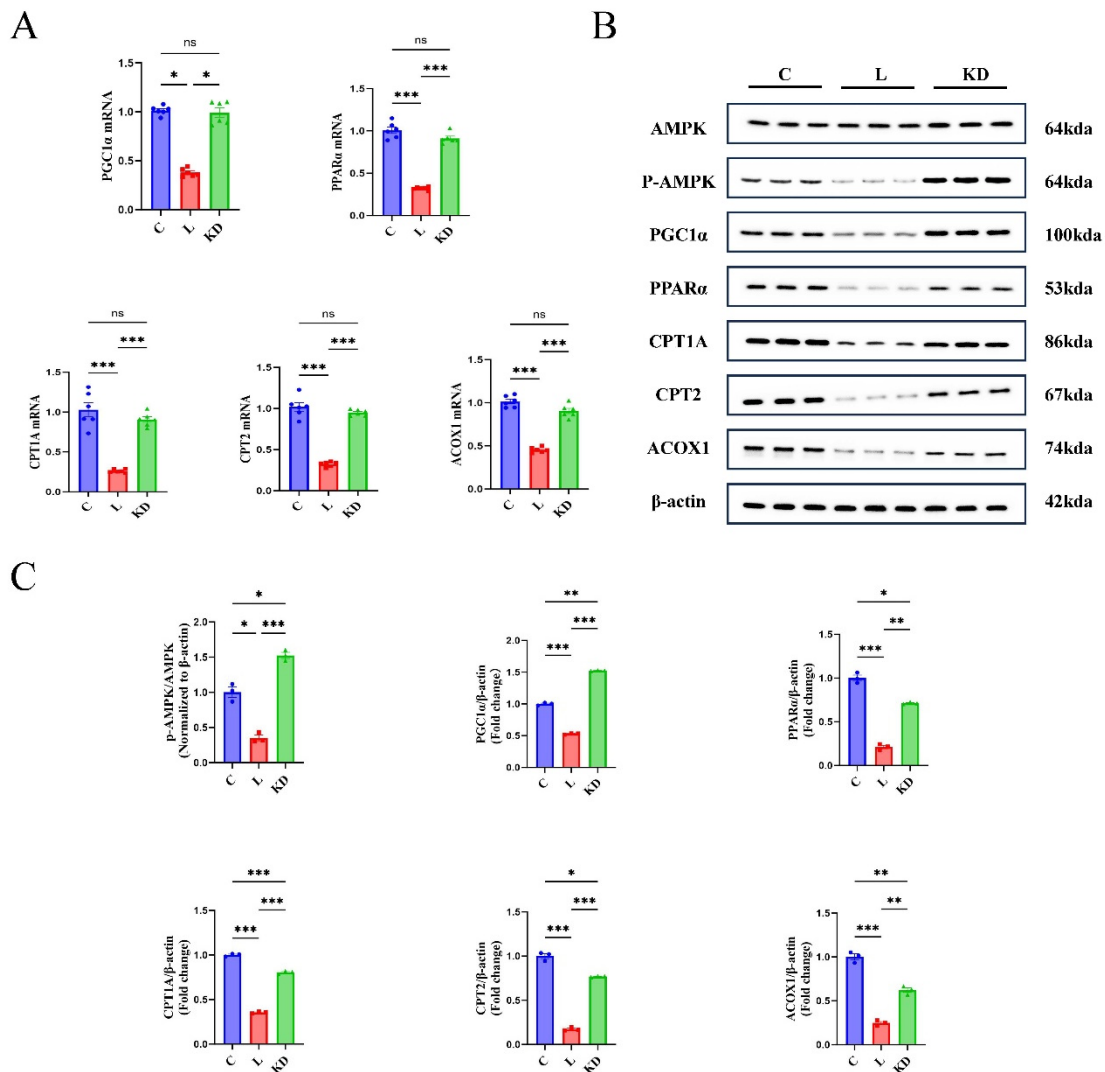 A
B
ns
* *
PGC1α mRNA
1.5
1.0
0.5
0.0
C L KD
ns
*** ***
PPARα mRNA
1.5
1.0
0.5
0.0
C L KD
ns
*** ***
CPT1A mRNA
1.5
1.0
0.5
0.0
C L KD
ns
*** ***
CPT2 mRNA
1.5
1.0
0.5
0.0
C L KD
ns
*** ***
ACOX1 mRNA
1.5
1.0
0.5
0.0
C L KD
C L KD
AMPK 64kda
P-AMPK 64kda
PGC1α 100kda
PPARα 53kda
CPT1A 86kda
CPT2 67kda
ACOX1 74kda
β-actin 42kda
C
*
* ***
p-AMPK/AMPK
(Normalized to β-actin)
2.0
1.5
1.0
0.5
0.0
C L KD
**
*** ***
PGC1α/β-actin
(Fold change)
2.0
1.5
1.0
0.5
0.0
C L KD
*
*** **
PPARα/β-actin
(Fold change)
1.5
1.0
0.5
0.0
C L KD
***
*** ***
CPT1A/β-actin
(Fold change)
1.5
1.0
0.5
0.0
C L KD
*
*** ***
CPT2/β-actin
(Fold change)
1.5
1.0
0.5
0.0
C L KD
**
*** **
ACOX1/β-actin
(Fold change)
1.5
1.0
0.5
0.0
C L KD